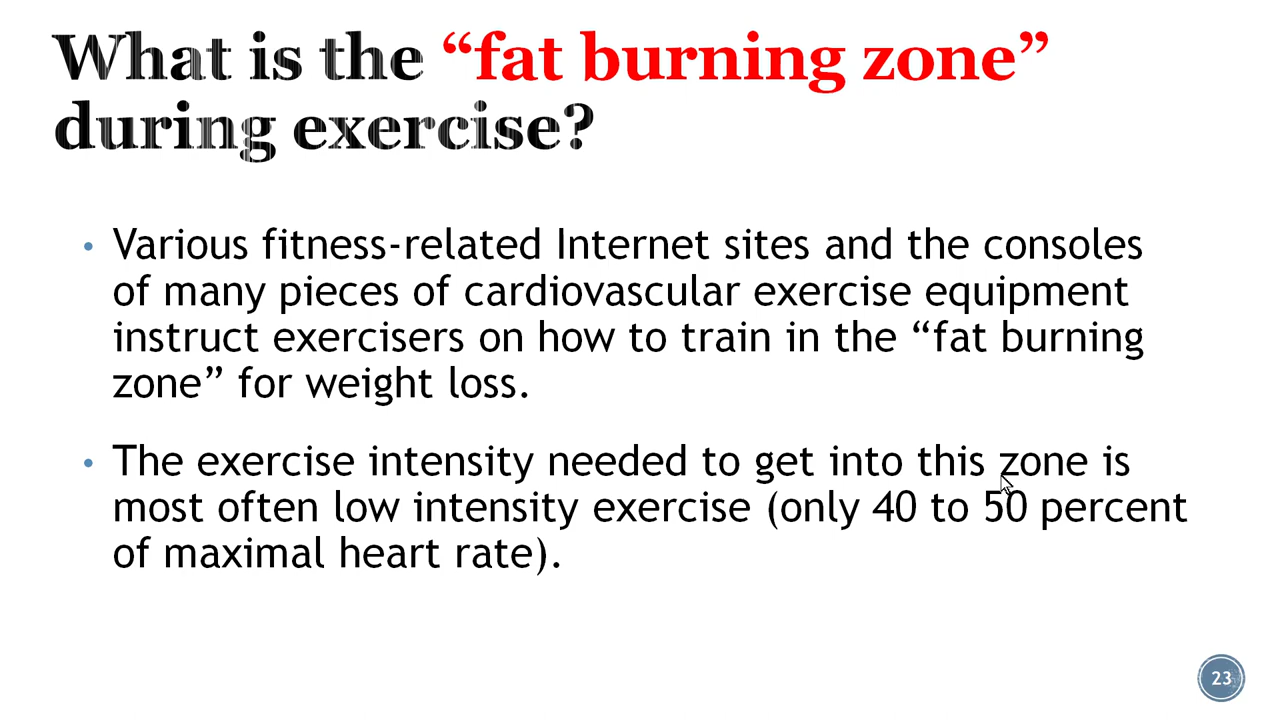 What is the “fat burning zone”
during exercise?
• Various fitness-related Internet sites and the consoles
of many pieces of cardiovascular exercise equipment
instruct exercisers on how to train in the “fat burning
zone” for weight loss.
• The exercise intensity needed to get into this zone is
most often low intensity exercise (only 40 to 50 percent
of maximal heart rate).
23